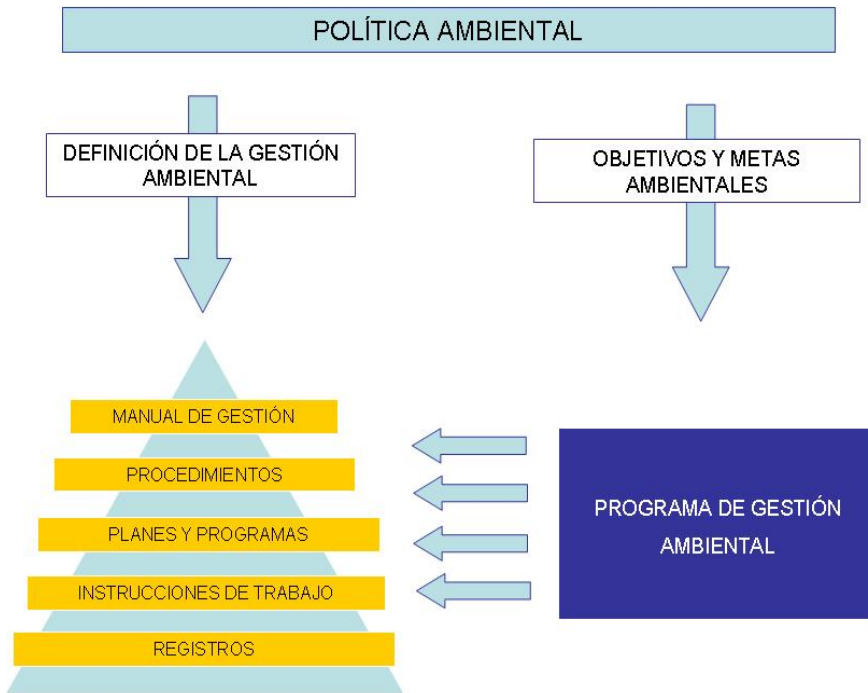 POLÍTICA AMBIENTAL
DEFINICIÓN DE LA GESTIÓN
AMBIENTAL
OBJETIVOS Y METAS
AMBIENTALES
MANUAL DE GESTIÓN
PROCEDIMIENTOS
PLANES Y PROGRAMAS
INSTRUCCIONES DE TRABAJO
REGISTROS
PROGRAMA DE GESTIÓN
AMBIENTAL